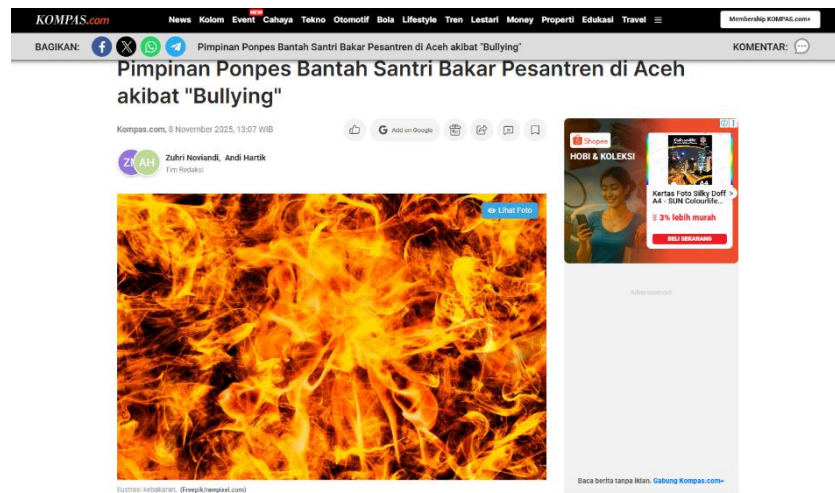 KOMPAS.com
News Kolom Event NEW Cahaya Tekno Otomotif Bola Lifestyle Tren Lestari Money Properti Edukasi Travel
Membership KOMPAS.com+
BAGIKAN:
Pimpinan Ponpes Bantah Santri Bakar Pesantren di Aceh akibat "Bullying"
KOMENTAR:
Pimpinan Ponpes Bantah Santri Bakar Pesantren di Aceh
akibat "Bullying"
Kompas.com, 8 November 2025, 13:07 WIB
G Add on Google
ZN AH
Zuhri Noviandi, Andi Hartik
Tim Redaksi
Lihat Foto
Ilustrasi kebakaran. (Freepik/rawpixel.com)
Shopee
HOBI & KOLEKSI
Kertas Foto Silky Doff
A4 - SUN Colourlife...
3% lebih murah
BELI SEKARANG
Advertisement
Baca berita tanpa iklan. Gabung Kompas.com+